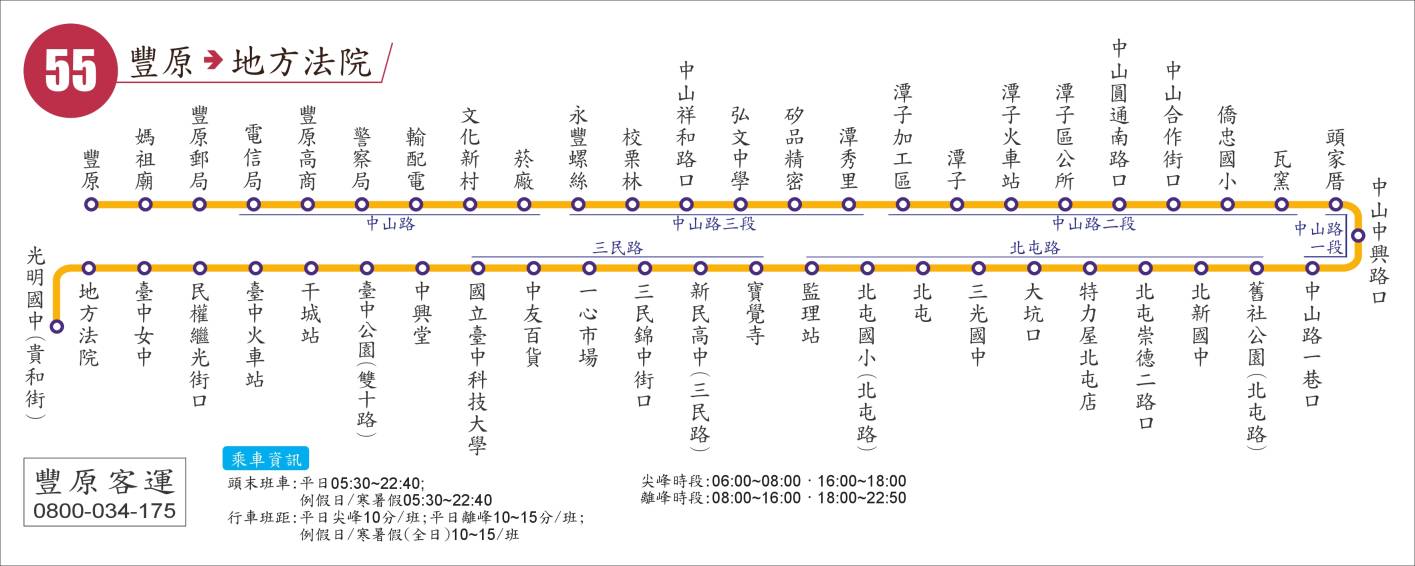 55
豐原➔地方法院
豐原
媽祖廟
豐原郵局
電信局
豐原高商
警察局
輸配電
文化新村
菸廠
永豐螺絲
校栗林
中山祥和路口
弘文中學
矽品精密
潭秀里
潭子加工區
潭子
潭子火車站
潭子區公所
中山圓通南路口
中山合作街口
僑忠國小
瓦窯
頭家厝
中山路
中山路三段
中山路二段
中山路
一段
中山中興路口
三民路
北屯路
光明國中(貴和街)
地方法院
臺中女中
民權繼光街口
臺中火車站
干城站
臺中公園(雙十路)
中興堂
國立臺中科技大學
中友百貨
一心市場
三民錦中街口
新民高中(三民路)
寶覺寺
監理站
北屯國小(北屯路)
北屯
三光國中
大坑口
特力屋北屯店
北屯崇德二路口
北新國中
舊社公園(北屯路)
中山路一巷口
豐原客運
0800-034-175
乘車資訊
頭末班車:平日05:30~22:40;
例假日/寒暑假05:30~22:40
行車班距:平日尖峰10分/班;平日離峰10~15分/班;
例假日/寒暑假(全日)10~15/班
尖峰時段:06:00~08:00‧16:00~18:00
離峰時段:08:00~16:00‧18:00~22:50